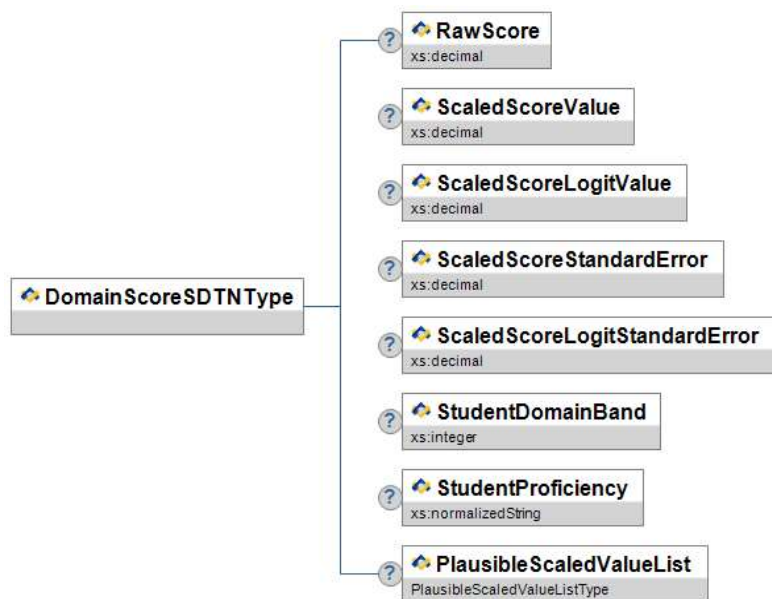 ? RawScore
xs:decimal
? ScaledScoreValue
xs:decimal
? ScaledScoreLogitValue
xs:decimal
? ScaledScoreStandardError
xs:decimal
DomainScoreSDTNType
? ScaledScoreLogitStandardError
xs:decimal
? StudentDomainBand
xs:integer
? StudentProficiency
xs:normalizedString
? PlausibleScaledValueList
PlausibleScaledValueListType